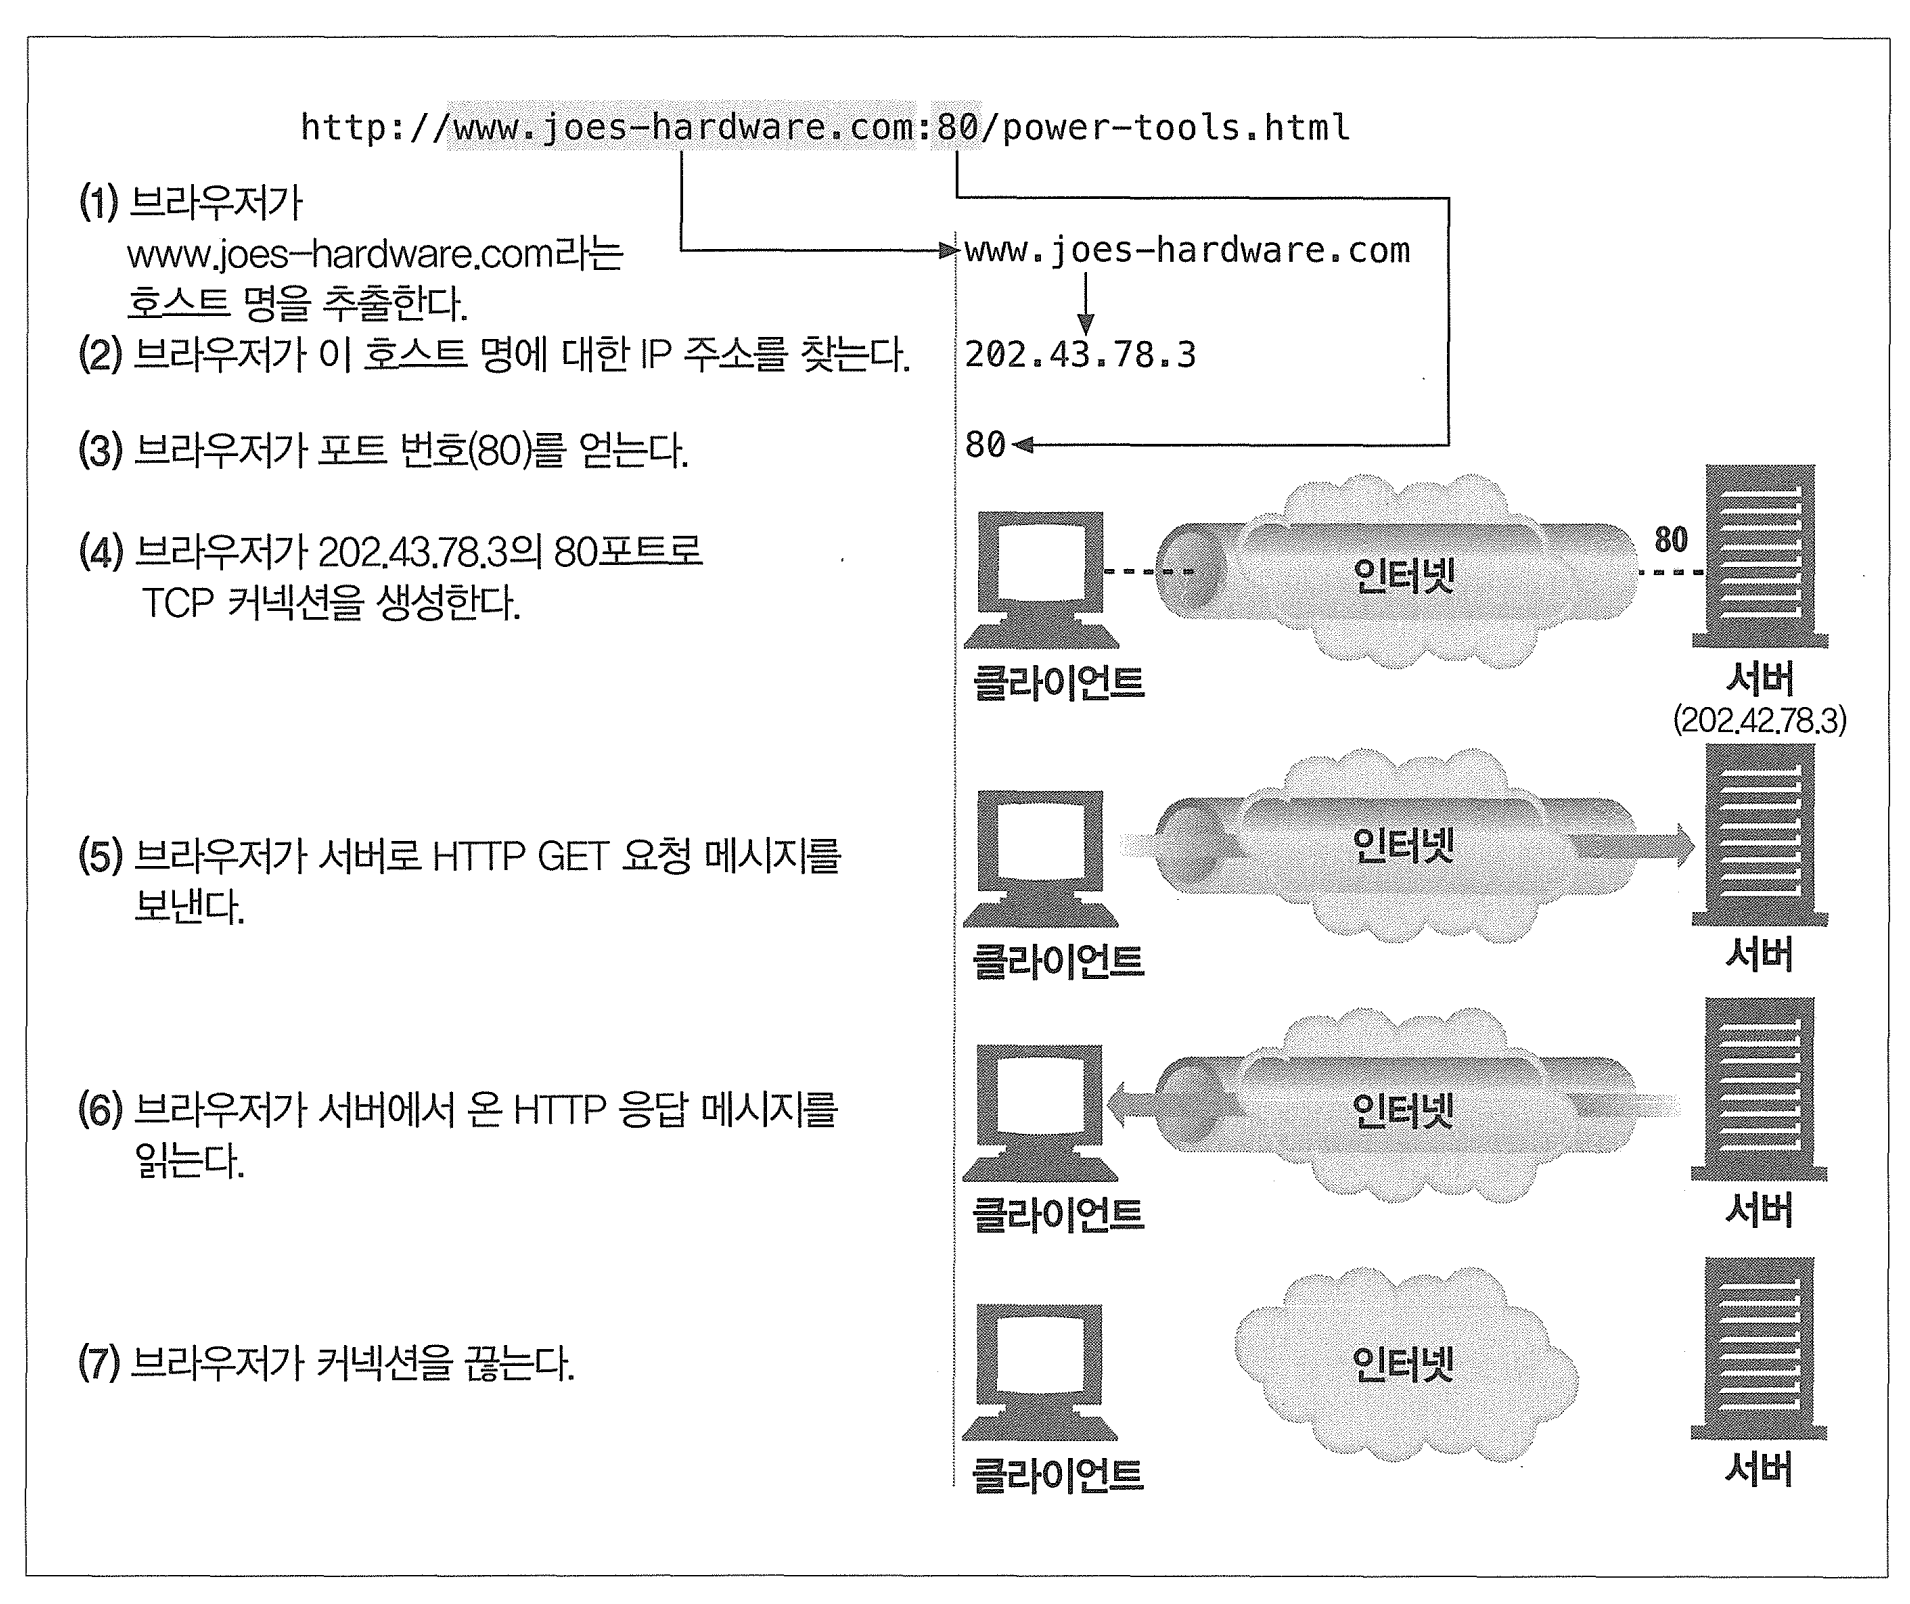 http://www.joes-hardware.com:80/power-tools.html
(1) 브라우저가
www.joes-hardware.com라는
호스트 명을 추출한다.
www.joes-hardware.com
(2) 브라우저가 이 호스트 명에 대한 IP 주소를 찾는다.
202.43.78.3
(3) 브라우저가 포트 번호(80)를 얻는다.
80
(4) 브라우저가 202.43.78.3의 80포트로
TCP 커넥션을 생성한다.
인터넷
80
클라이언트
서버
(202.42.78.3)
(5) 브라우저가 서버로 HTTP GET 요청 메시지를
보낸다.
인터넷
클라이언트
서버
(6) 브라우저가 서버에서 온 HTTP 응답 메시지를
읽는다.
인터넷
클라이언트
서버
(7) 브라우저가 커넥션을 끊는다.
인터넷
클라이언트
서버